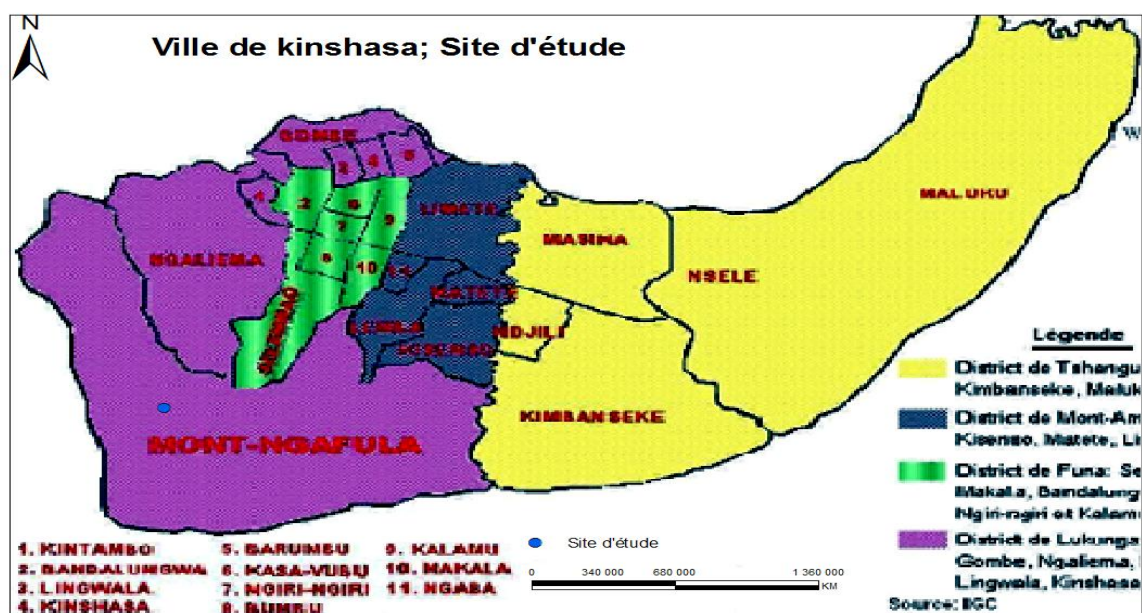 N
Ville de kinshasa; Site d'étude
GOMBE
3
4
5
1
2
6
LIMETE
MALUKU
7
9
MASINA
NGALIEMA
8
10
11
NSELE
MATETE
LEMBA
NDJILI
KISENSO
KIMBANSEKE
MONT-NGAFULA
Légende
District de Tshangu
Kimbanseke, Maluk
District de Mont-Am
Kisenso, Matete, Li
District de Funa: Se
Makala, Bandalung
Ngiri-ngiri et Kalam
District de Lukunga
Gombe, Ngaliema,
Lingwala, Kinshasa
1. KINTAMBO
2. BANDALUNGWA
3. LINGWALA
4. KINSHASA
5. BARUMBU
6. KASA-VUBU
7. NGIRI-NGIRI
8. BUMBU
9. KALAMU
10. MAKALA
11. NGABA
Site d'étude
0 340 000 680 000 1 360 000
KM
Source: IGC